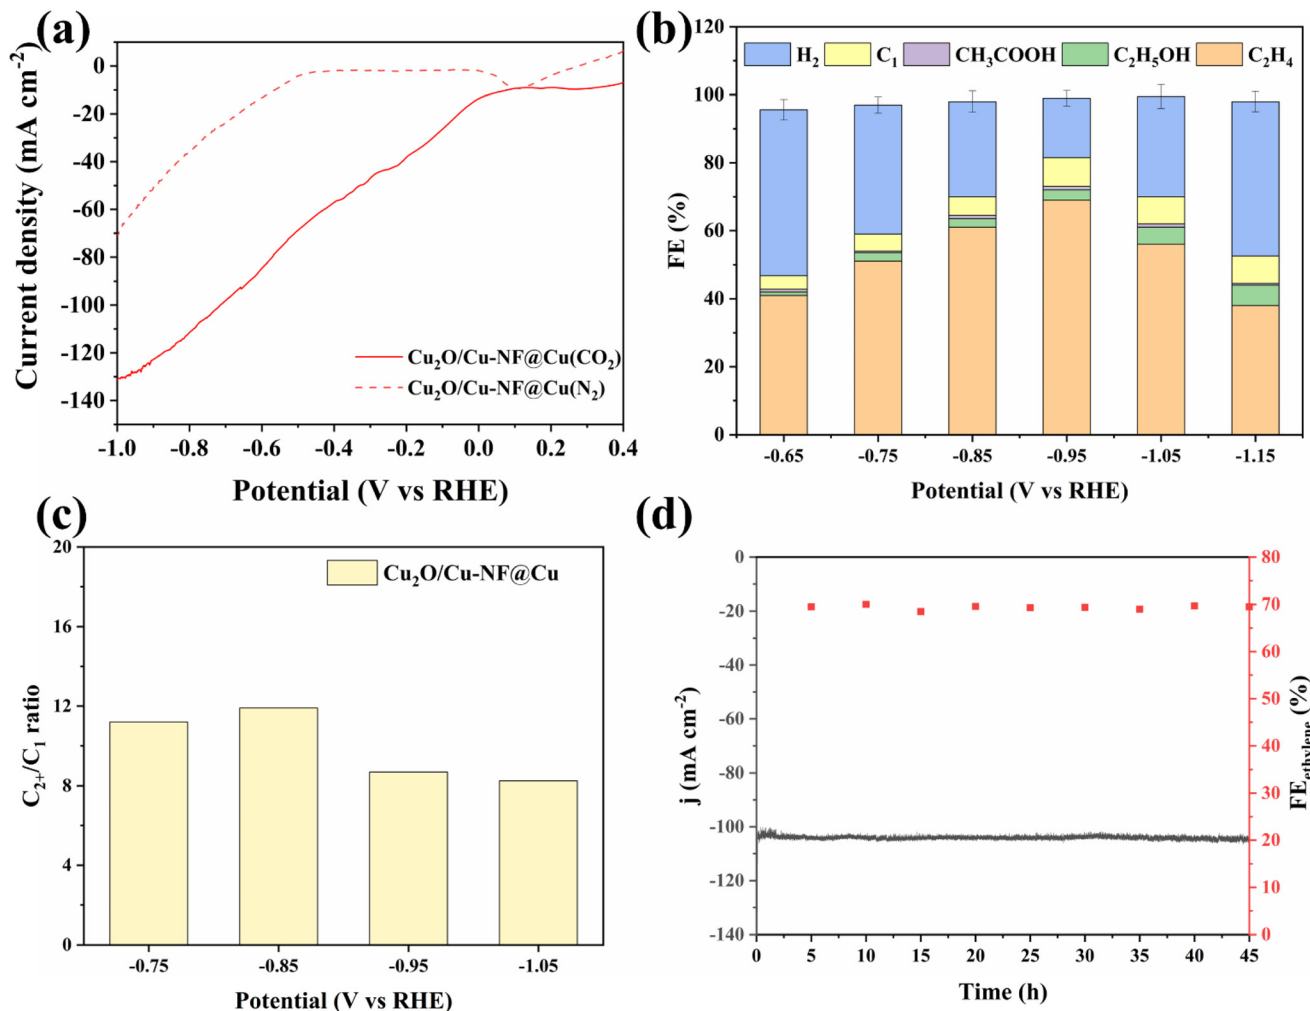 (a)
Current density (mA cm⁻²)
0
-20
-40
-60
-80
-100
-120
-140
Cu₂O/Cu-NF@Cu(CO₂)
Cu₂O/Cu-NF@Cu(N₂)
-1.0 -0.8 -0.6 -0.4 -0.2 0.0 0.2 0.4
Potential (V vs RHE)
(b)
FE (%)
120
100
80
60
40
20
0
H₂ C₁ CH₃COOH C₂H₅OH C₂H₄
-0.65 -0.75 -0.85 -0.95 -1.05 -1.15
Potential (V vs RHE)
(c)
C₂₊/C₁ ratio
20
16
12
8
4
0
Cu₂O/Cu-NF@Cu
-0.75 -0.85 -0.95 -1.05
Potential (V vs RHE)
(d)
j (mA cm⁻²)
0
-20
-40
-60
-80
-100
-120
-140
80
70
60
50
40
30
20
10
0
FEethylene (%)
0 5 10 15 20 25 30 35 40 45
Time (h)